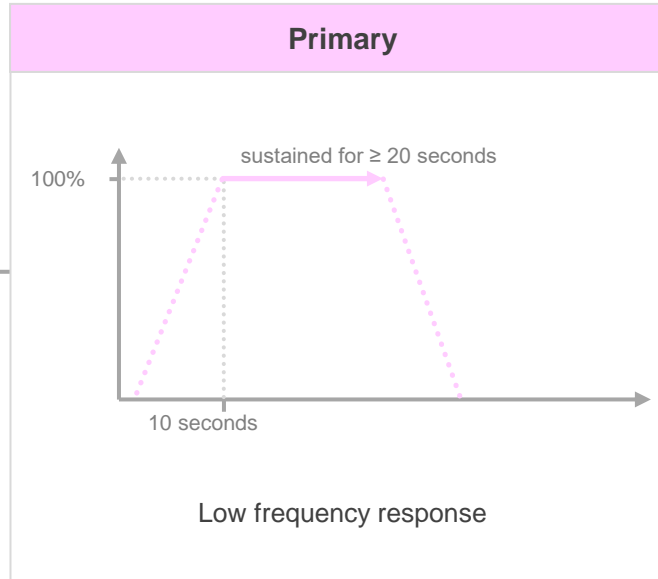 Primary
sustained for ≥ 20 seconds
100%
10 seconds
Low frequency response